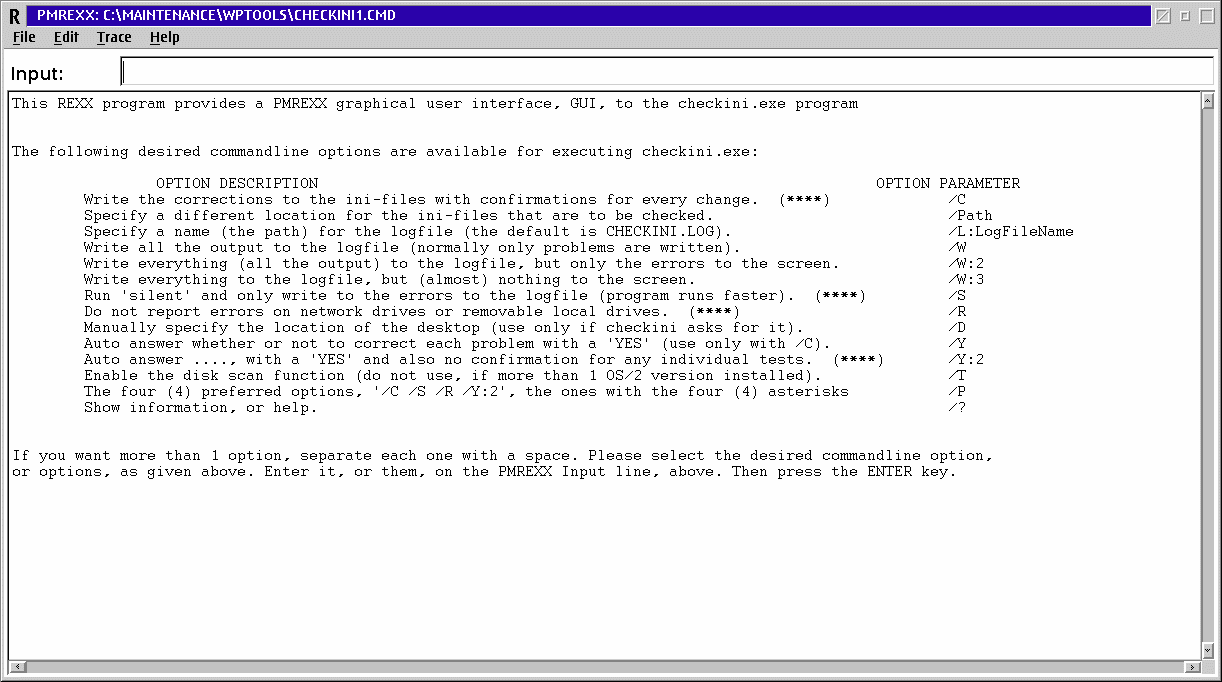 R PMREXX: C:\MAINTENANCE\WPTOOLS\CHECKINI1.CMD
File Edit Trace Help
Input:
This REXX program provides a PMREXX graphical user interface, GUI, to the checkini.exe program
The following desired commandline options are available for executing checkini.exe:
OPTION DESCRIPTION OPTION PARAMETER
Write the corrections to the ini-files with confirmations for every change. (****) /C
Specify a different location for the ini-files that are to be checked. /Path
Specify a name (the path) for the logfile (the default is CHECKINI.LOG). /L:LogFileName
Write all the output to the logfile (normally only problems are written). /W
Write everything (all the output) to the logfile, but only the errors to the screen. /W:2
Write everything to the logfile, but (almost) nothing to the screen. /W:3
Run 'silent' and only write to the errors to the logfile (program runs faster). (****) /S
Do not report errors on network drives or removable local drives. (****) /R
Manually specify the location of the desktop (use only if checkini asks for it). /D
Auto answer whether or not to correct each problem with a 'YES' (use only with /C). /Y
Auto answer ...., with a 'YES' and also no confirmation for any individual tests. (****) /Y:2
Enable the disk scan function (do not use, if more than 1 OS/2 version installed). /T
The four (4) preferred options, '/C /S /R /Y:2', the ones with the four (4) asterisks /P
Show information, or help. /?
If you want more than 1 option, separate each one with a space. Please select the desired commandline option,
or options, as given above. Enter it, or them, on the PMREXX Input line, above. Then press the ENTER key.